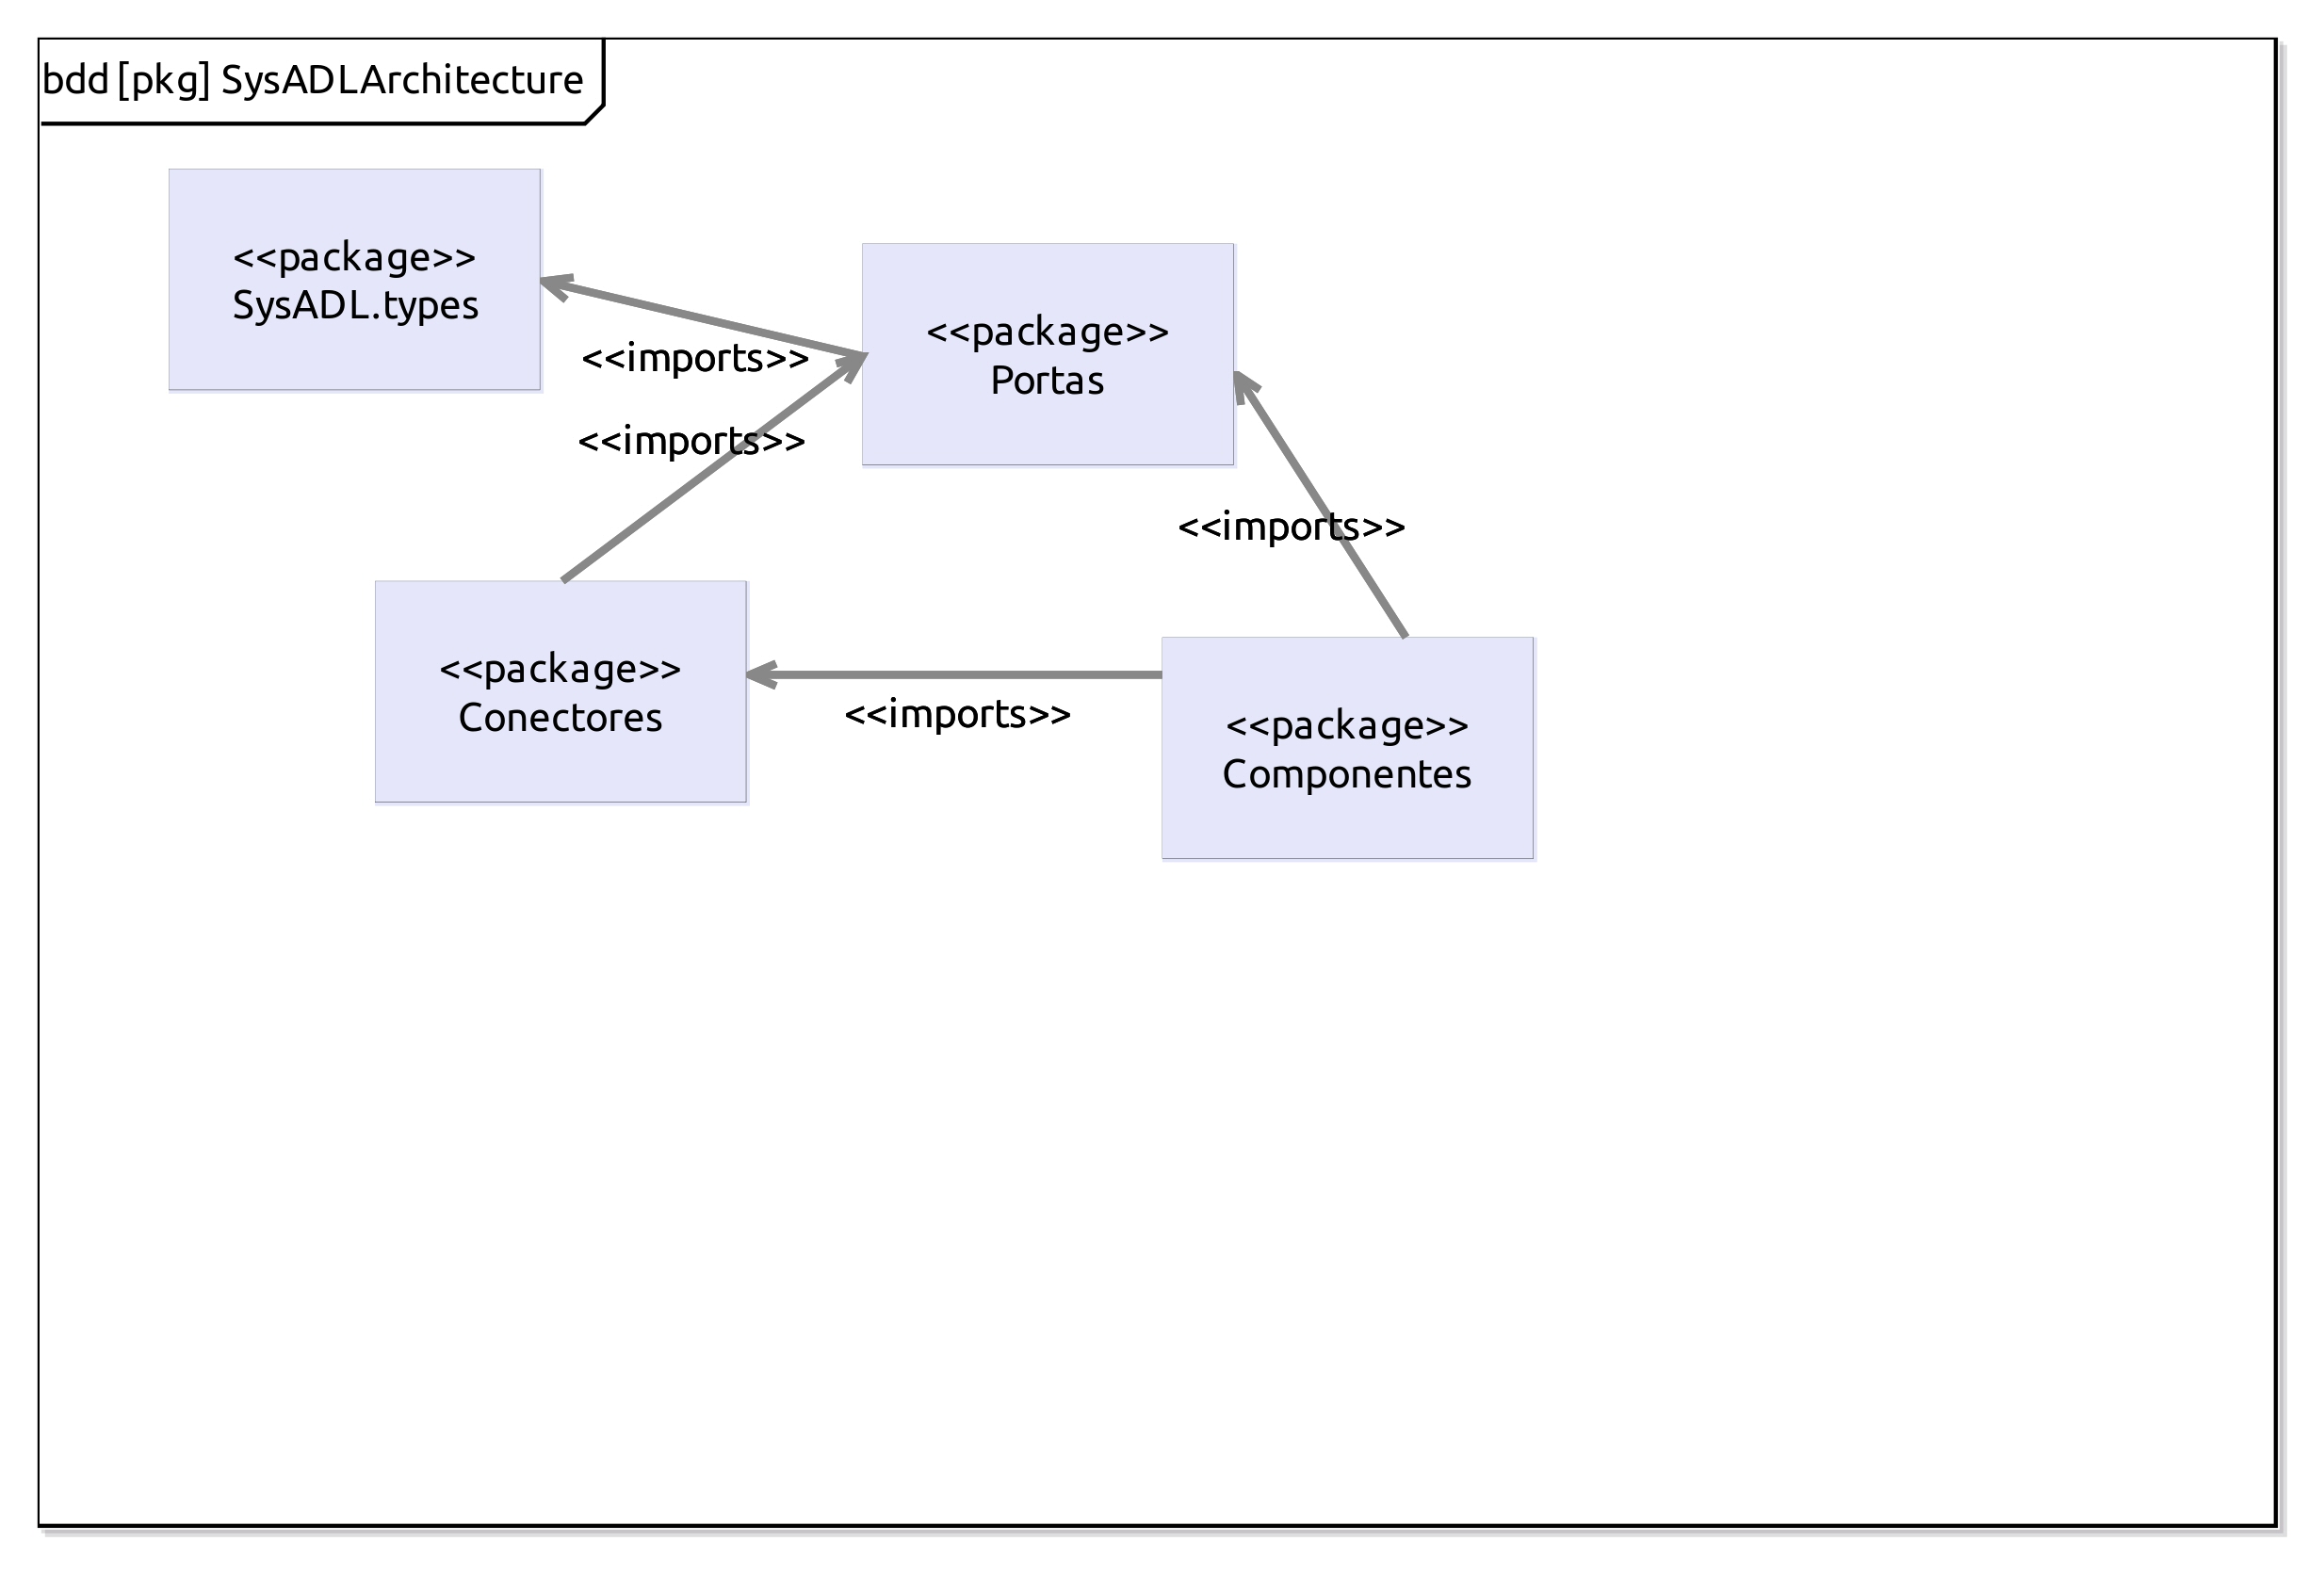 bdd [pkg] SysADLArchitecture
<<package>>
SysADL.types
<<package>>
Portas
<<imports>>
<<imports>>
<<imports>>
<<package>>
Conectores
<<imports>>
<<package>>
Componentes